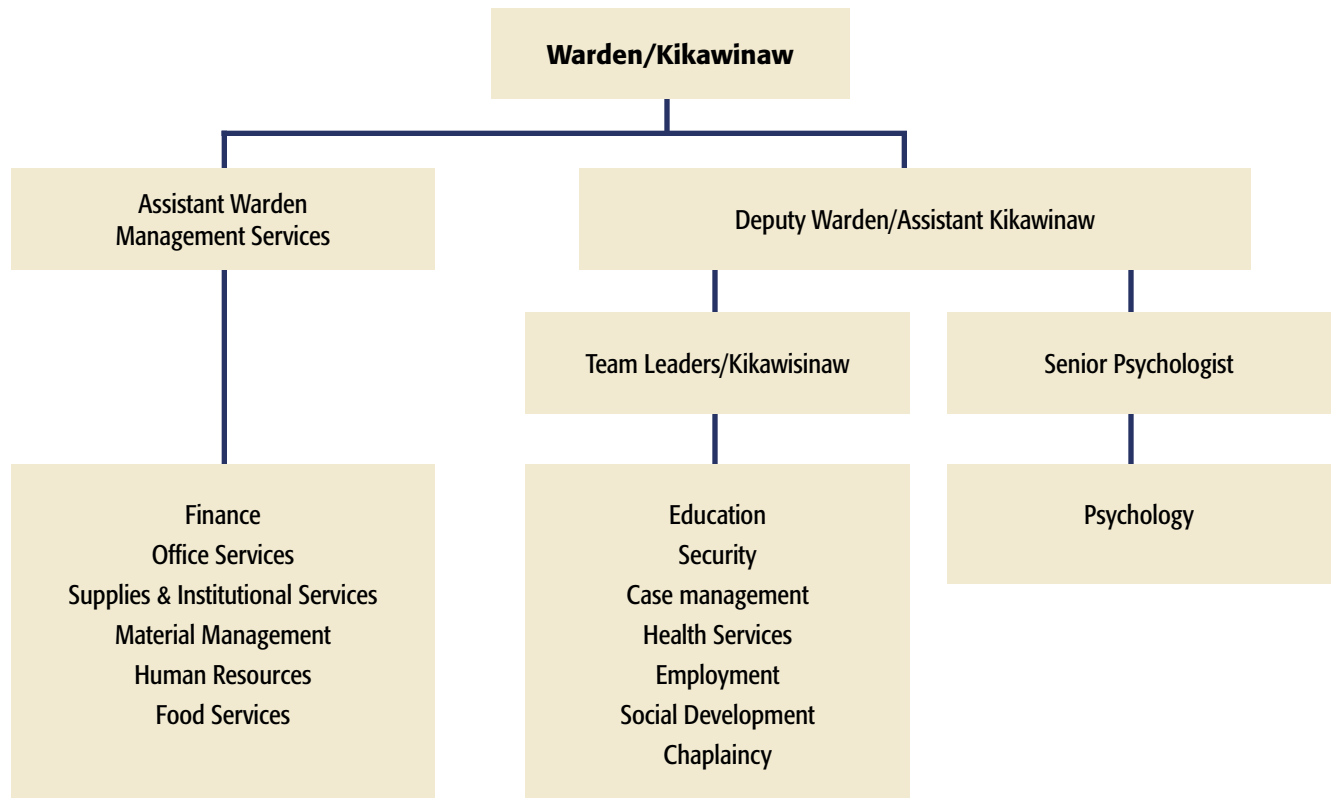 Warden/Kikawinaw
Assistant Warden
Management Services
Deputy Warden/Assistant Kikawinaw
Team Leaders/Kikawisinaw
Senior Psychologist
Finance
Office Services
Supplies & Institutional Services
Material Management
Human Resources
Food Services
Education
Security
Case management
Health Services
Employment
Social Development
Chaplaincy
Psychology